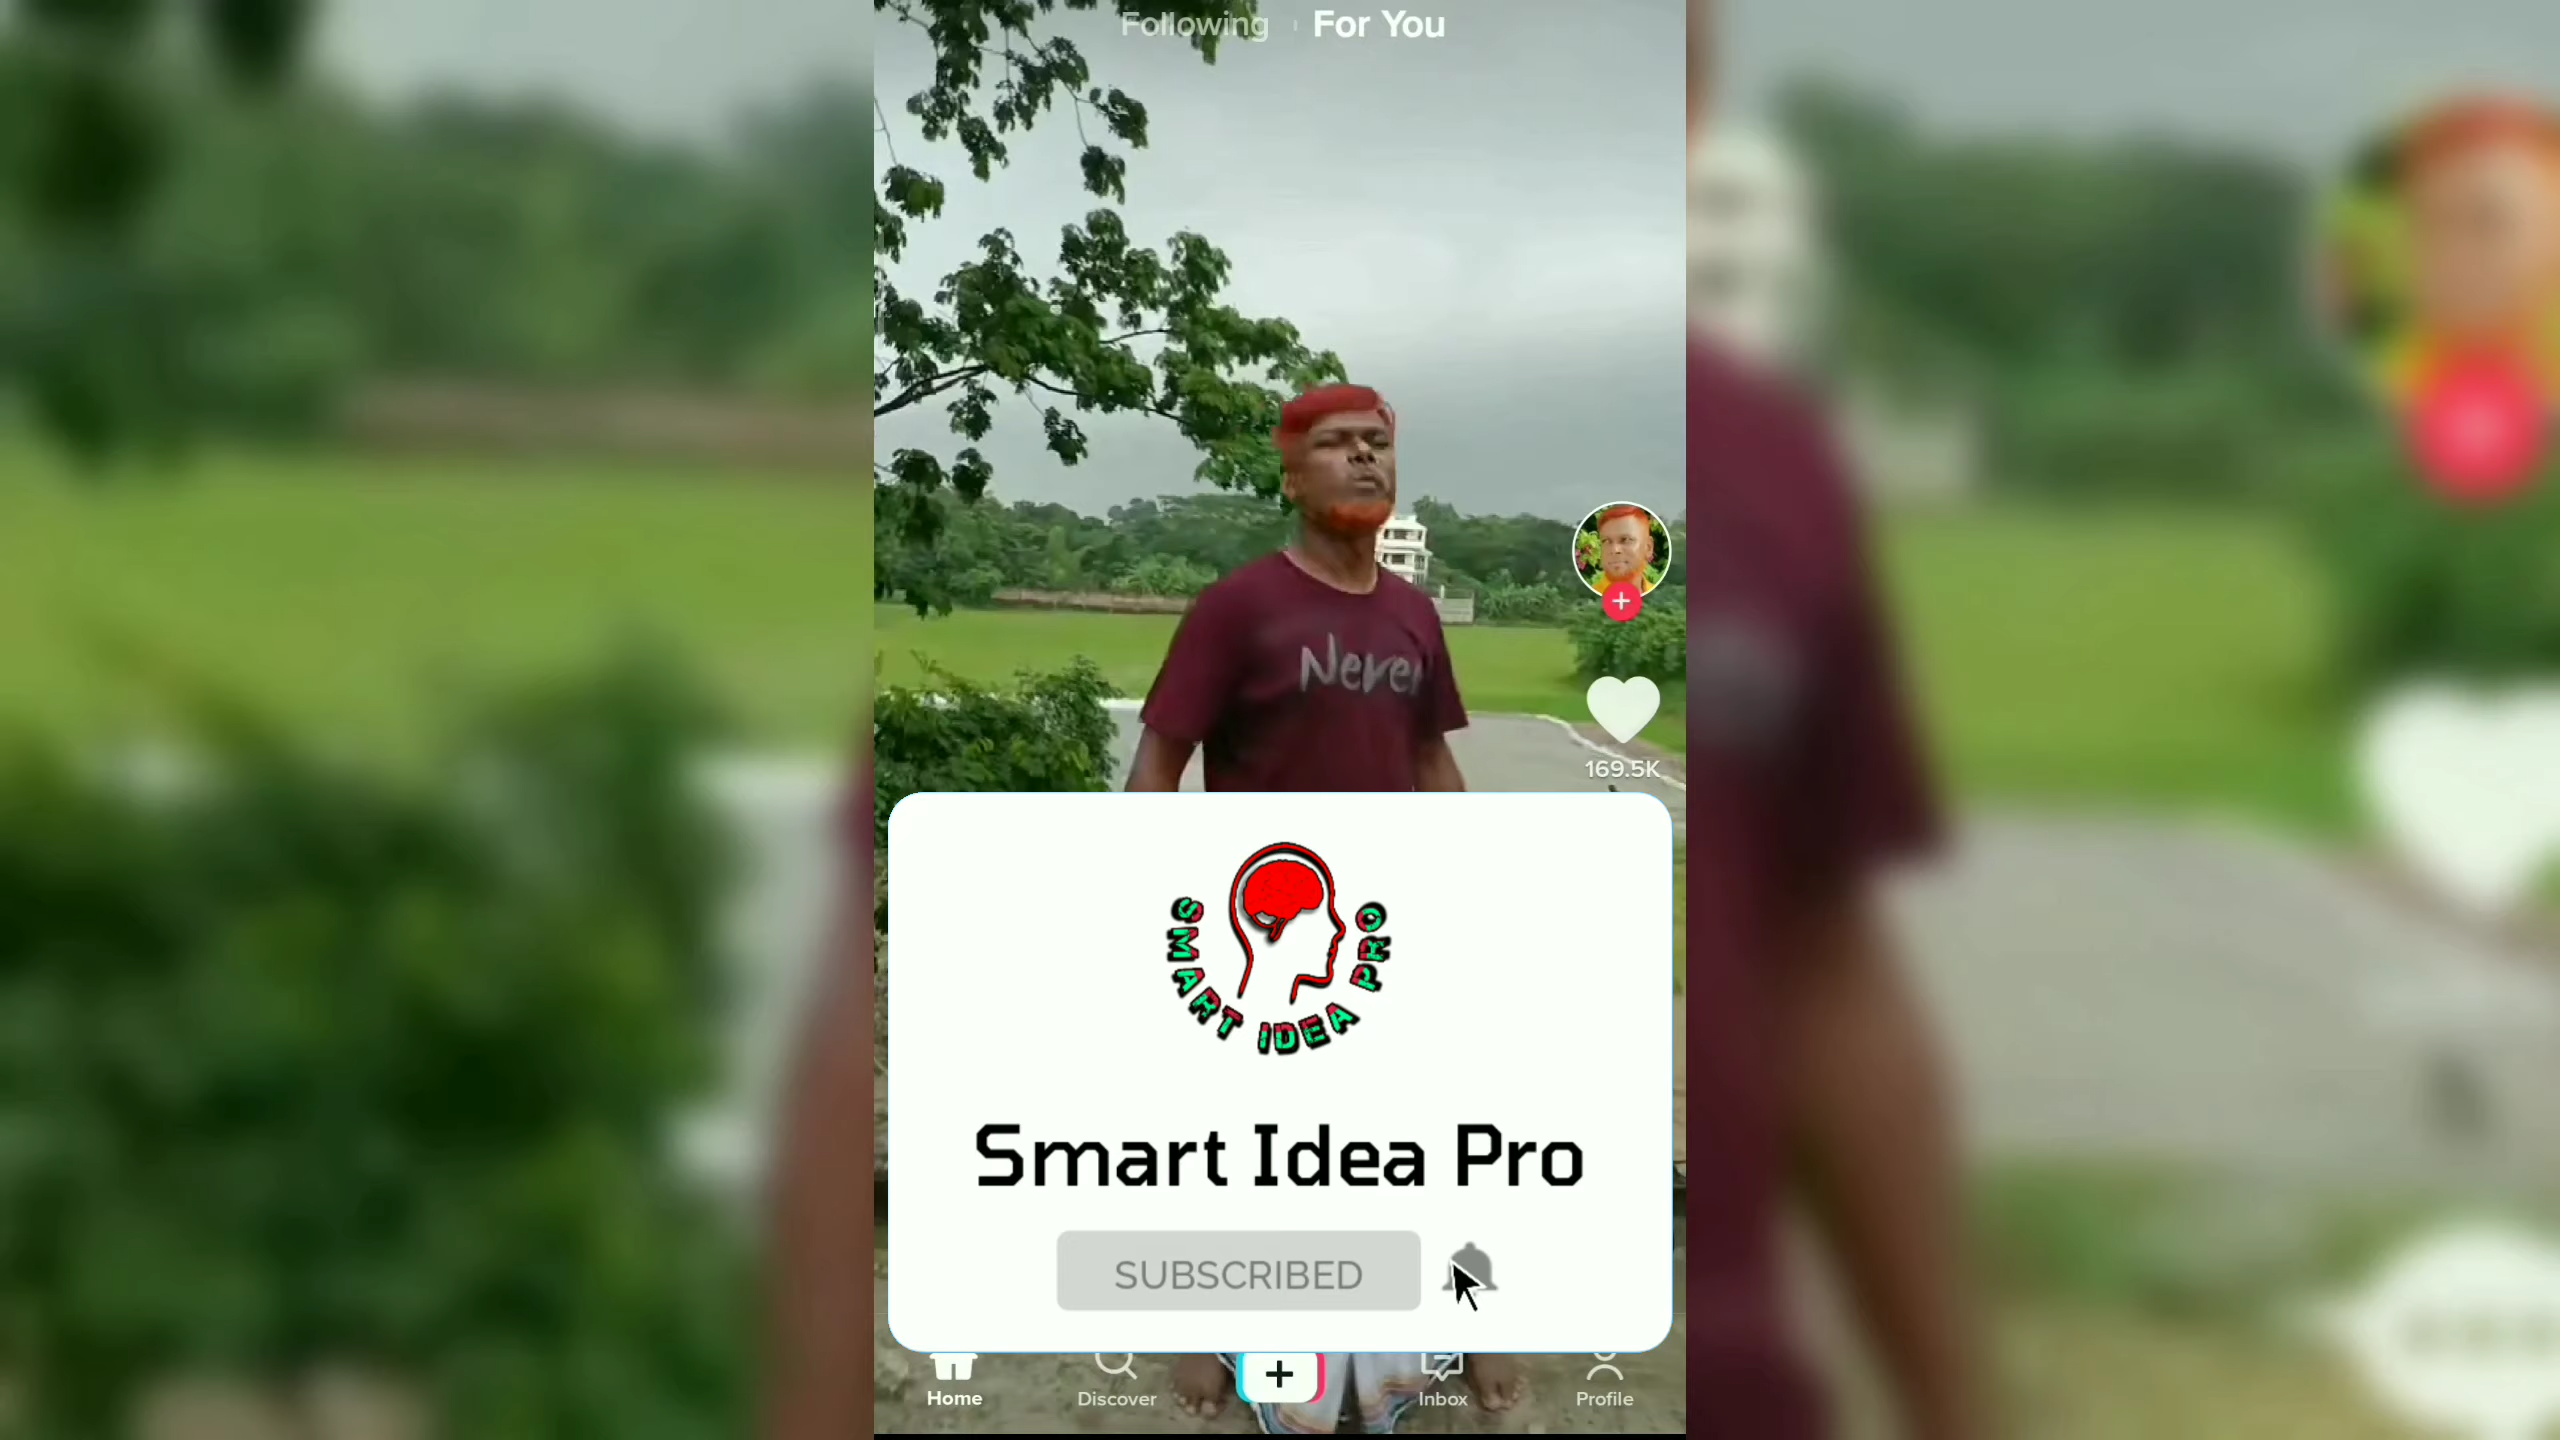 Following
For You
Never
169.5K
SMART IDEA PRO
Smart Idea Pro
SUBSCRIBED
Home
Discover
Inbox
Profile